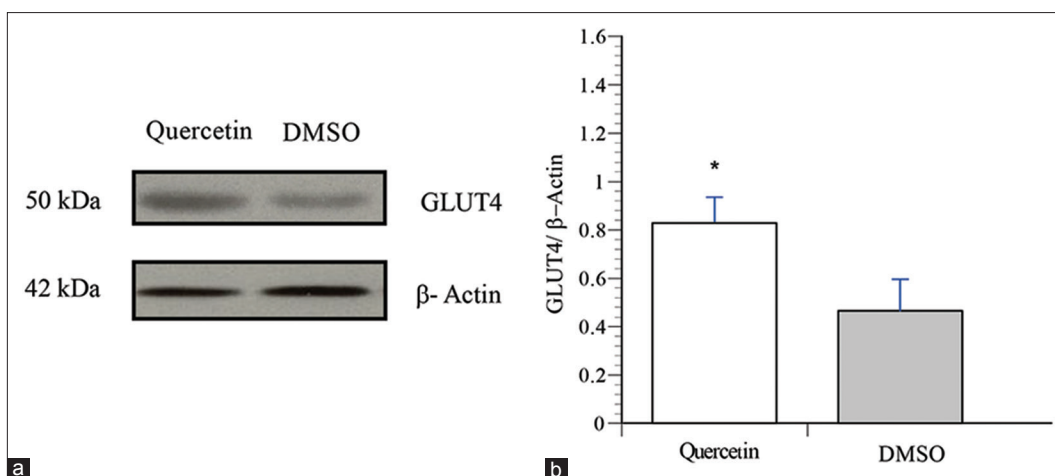 Quercetin DMSO
50 kDa GLUT4
42 kDa β- Actin
a
1.6
1.4
1.2
1
0.8
0.6
0.4
0.2
0
GLUT4/ β–Actin
*
Quercetin DMSO
b